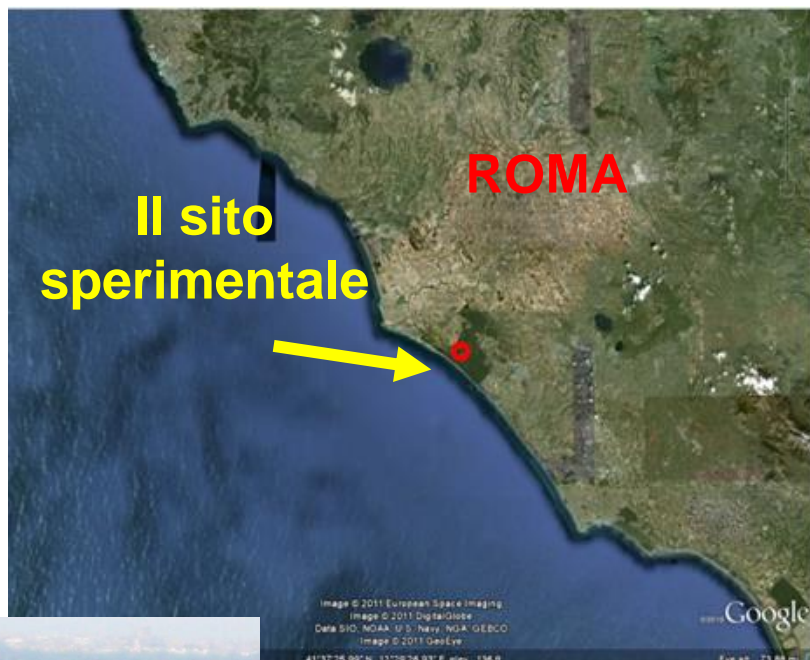 ROMA
Il sito
sperimentale
Image © 2011 European Space Imaging
Image © 2011 DigitalGlobe
Data SIO, NOAA, U.S. Navy, NGA, GEBCO
Image © 2011 GeoEye
Google